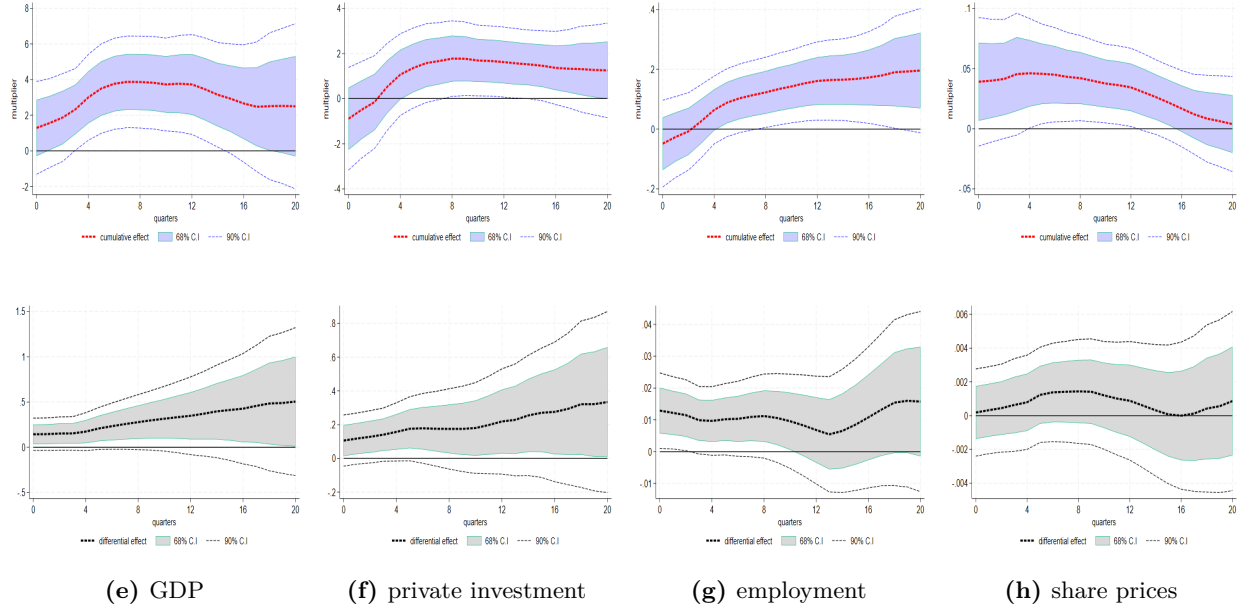 multiplier
8
6
4
2
0
-2
0 4 8 12 16 20
quarters
cumulative effect 68% C.I 90% C.I
multiplier
4
2
0
-2
-4
0 4 8 12 16 20
quarters
cumulative effect 68% C.I 90% C.I
multiplier
.4
.2
0
-.2
0 4 8 12 16 20
quarters
cumulative effect 68% C.I 90% C.I
multiplier
.1
.05
0
-.05
0 4 8 12 16 20
quarters
cumulative effect 68% C.I 90% C.I
1.5
1
.5
0
-.5
0 4 8 12 16 20
quarters
differential effect 68% C.I 90% C.I
.8
.6
.4
.2
0
-.2
0 4 8 12 16 20
quarters
differential effect 68% C.I 90% C.I
.04
.03
.02
.01
0
-.01
0 4 8 12 16 20
quarters
differential effect 68% C.I 90% C.I
.006
.004
.002
0
-.002
-.004
0 4 8 12 16 20
quarters
differential effect 68% C.I 90% C.I
(e) GDP
(f) private investment
(g) employment
(h) share prices